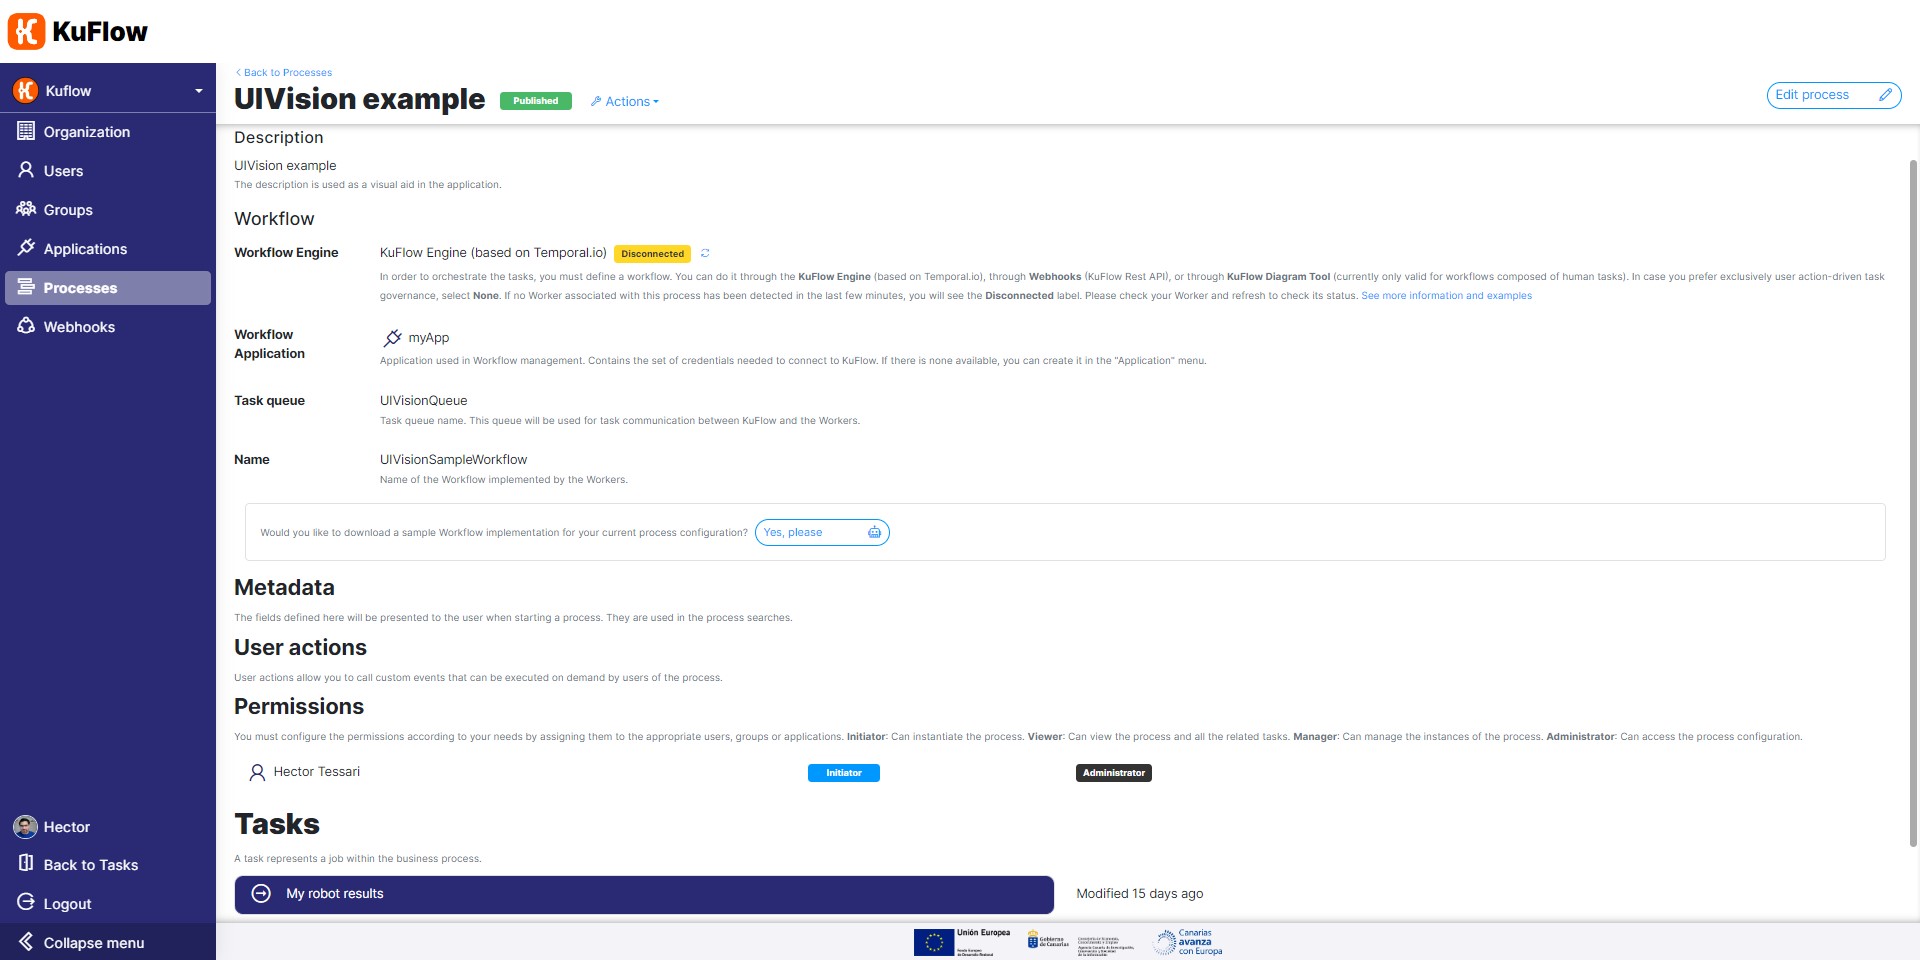 KuFlow
Kuflow
Organization
Users
Groups
Applications
Processes
Webhooks
Hector
Back to Tasks
Logout
Collapse menu
Back to Processes
UIVision example
Published
Actions
Edit process
Description
UIVision example
The description is used as a visual aid in the application.
Workflow
Workflow Engine
KuFlow Engine (based on Temporal.io)
Disconnected
In order to orchestrate the tasks, you must define a workflow. You can do it through the KuFlow Engine (based on Temporal.io), through Webhooks (KuFlow Rest API), or through KuFlow Diagram Tool (currently only valid for workflows composed of human tasks). In case you prefer exclusively user action-driven task
governance, select None. If no Worker associated with this process has been detected in the last few minutes, you will see the Disconnected label. Please check your Worker and refresh to check its status. See more information and examples
Workflow
Application
myApp
Application used in Workflow management. Contains the set of credentials needed to connect to KuFlow. If there is none available, you can create it in the "Application" menu.
Task queue
UIVisionQueue
Task queue name. This queue will be used for task communication between KuFlow and the Workers.
Name
UIVisionSampleWorkflow
Name of the Workflow implemented by the Workers.
Would you like to download a sample Workflow implementation for your current process configuration?
Yes, please
Metadata
The fields defined here will be presented to the user when starting a process. They are used in the process searches.
User actions
User actions allow you to call custom events that can be executed on demand by users of the process.
Permissions
You must configure the permissions according to your needs by assigning them to the appropriate users, groups or applications. Initiator: Can instantiate the process. Viewer: Can view the process and all the related tasks. Manager: Can manage the instances of the process. Administrator: Can access the process configuration.
Hector Tessari
Initiator
Administrator
Tasks
A task represents a job within the business process.
My robot results
Modified 15 days ago
Unión Europea
Gobierno
de Canarias
Canarias
avanza
con Europa